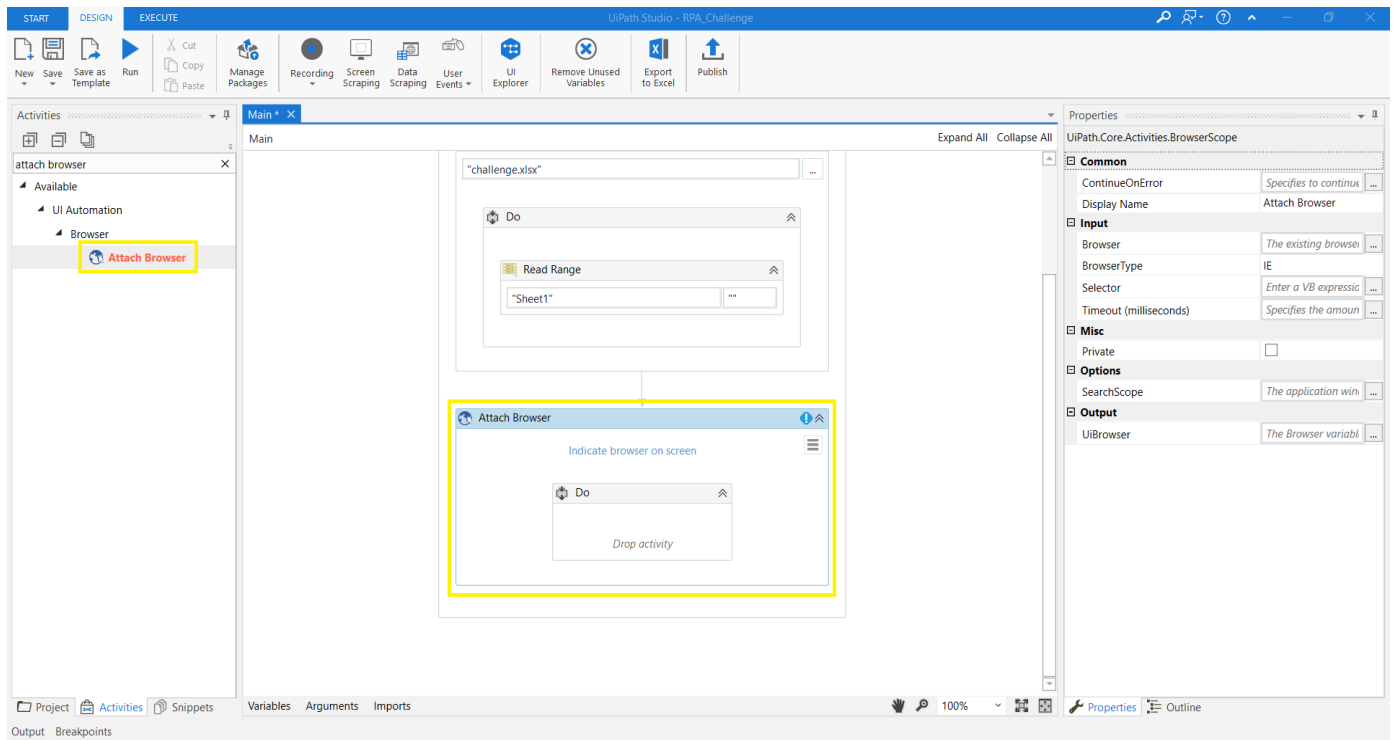 START DESIGN EXECUTE UiPath Studio - RPA_Challenge
New Save Save as Template Run
Cut
Copy
Paste
Manage Packages
Recording
Screen Scraping
Data Scraping
User Events
UI Explorer
Remove Unused Variables
Export to Excel
Publish
Activities
attach browser
Available
UI Automation
Browser
Attach Browser
Project Activities Snippets
Output Breakpoints
Main *
Main Expand All Collapse All
"challenge.xlsx" ...
Do
Read Range
"Sheet1" ""
Attach Browser
Indicate browser on screen
Do
Drop activity
Variables Arguments Imports 100%
Properties
UiPath.Core.Activities.BrowserScope
Common
ContinueOnError Specifies to continue ...
Display Name Attach Browser
Input
Browser The existing browser ...
BrowserType IE
Selector Enter a VB expressio ...
Timeout (milliseconds) Specifies the amoun ...
Misc
Private
Options
SearchScope The application win ...
Output
UiBrowser The Browser variabl ...
Properties Outline